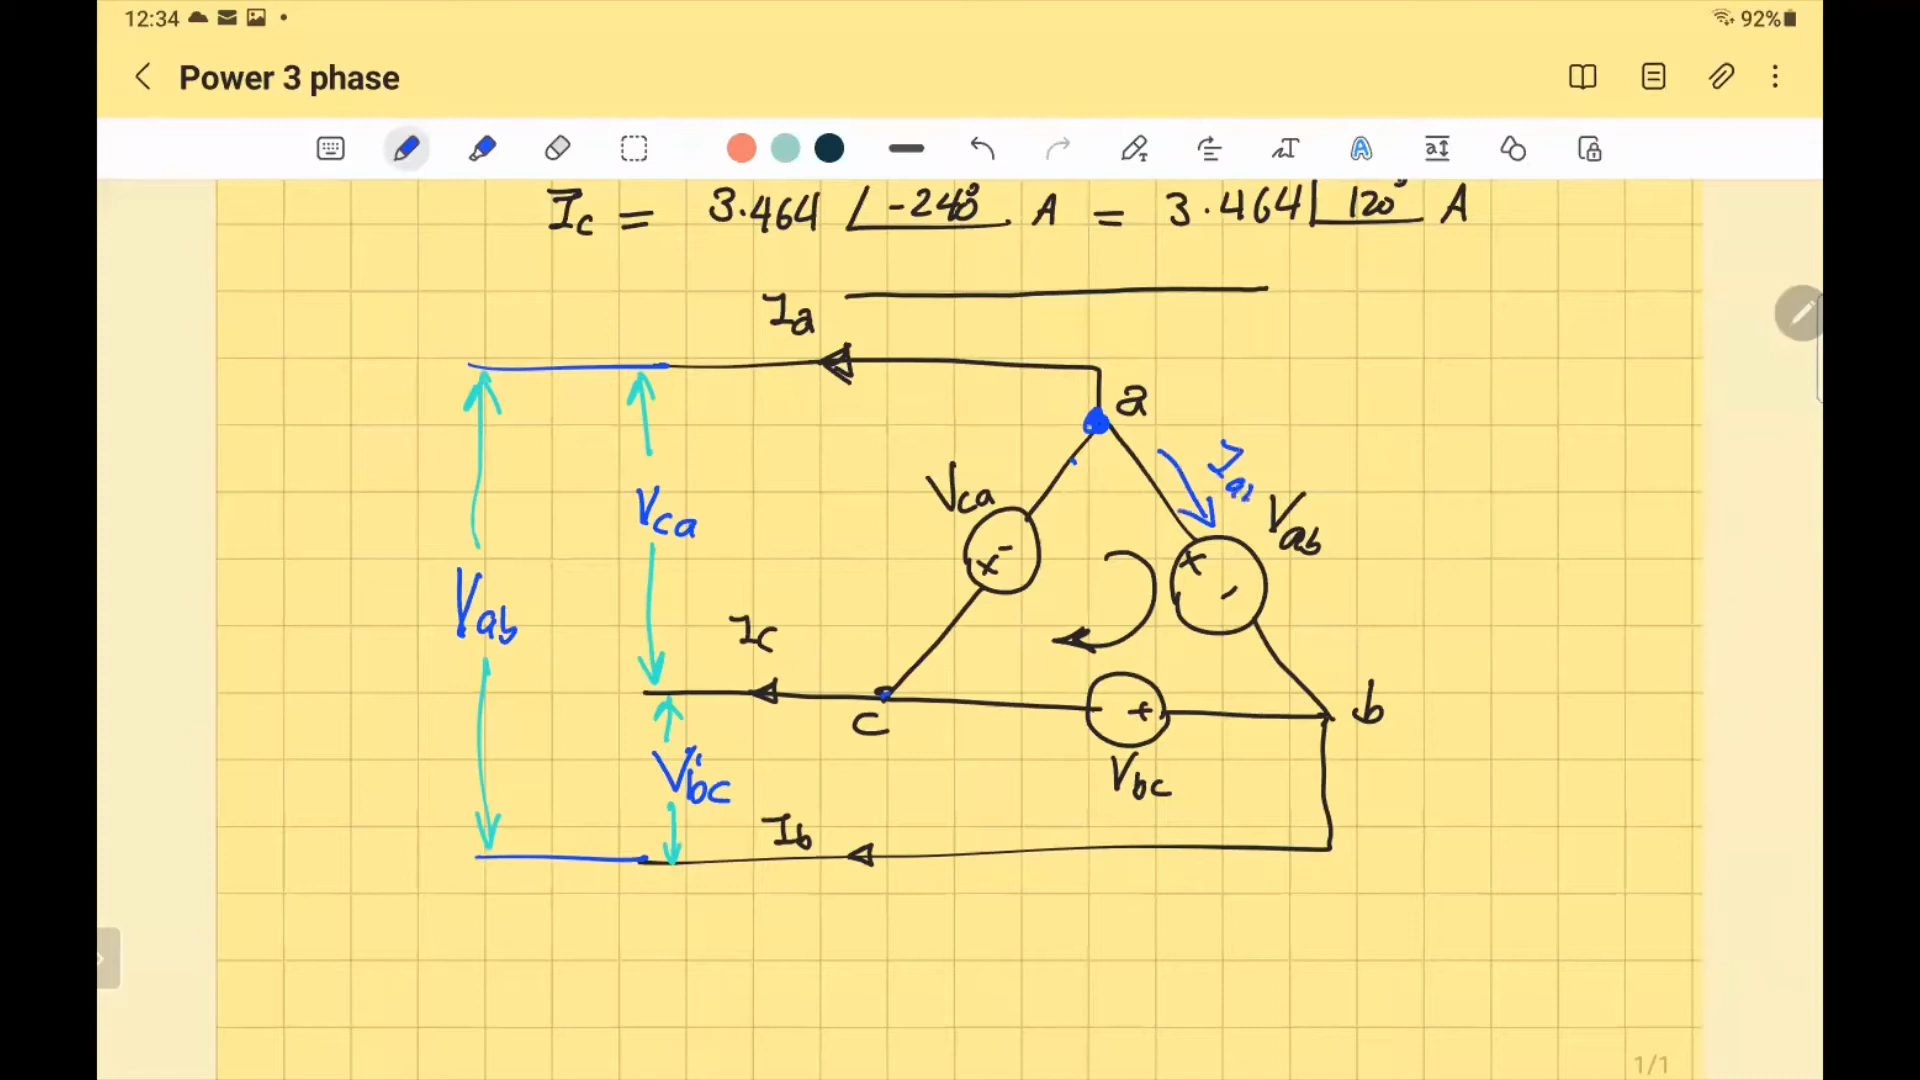 12:34
92%
Power 3 phase
Ic = 3.464 ∠-240° A = 3.464 ∠120° A
Ia
a
Vca
Vab
Vca
Vab
Ic
c
b
Vbc
Vbc
Ib
1/1